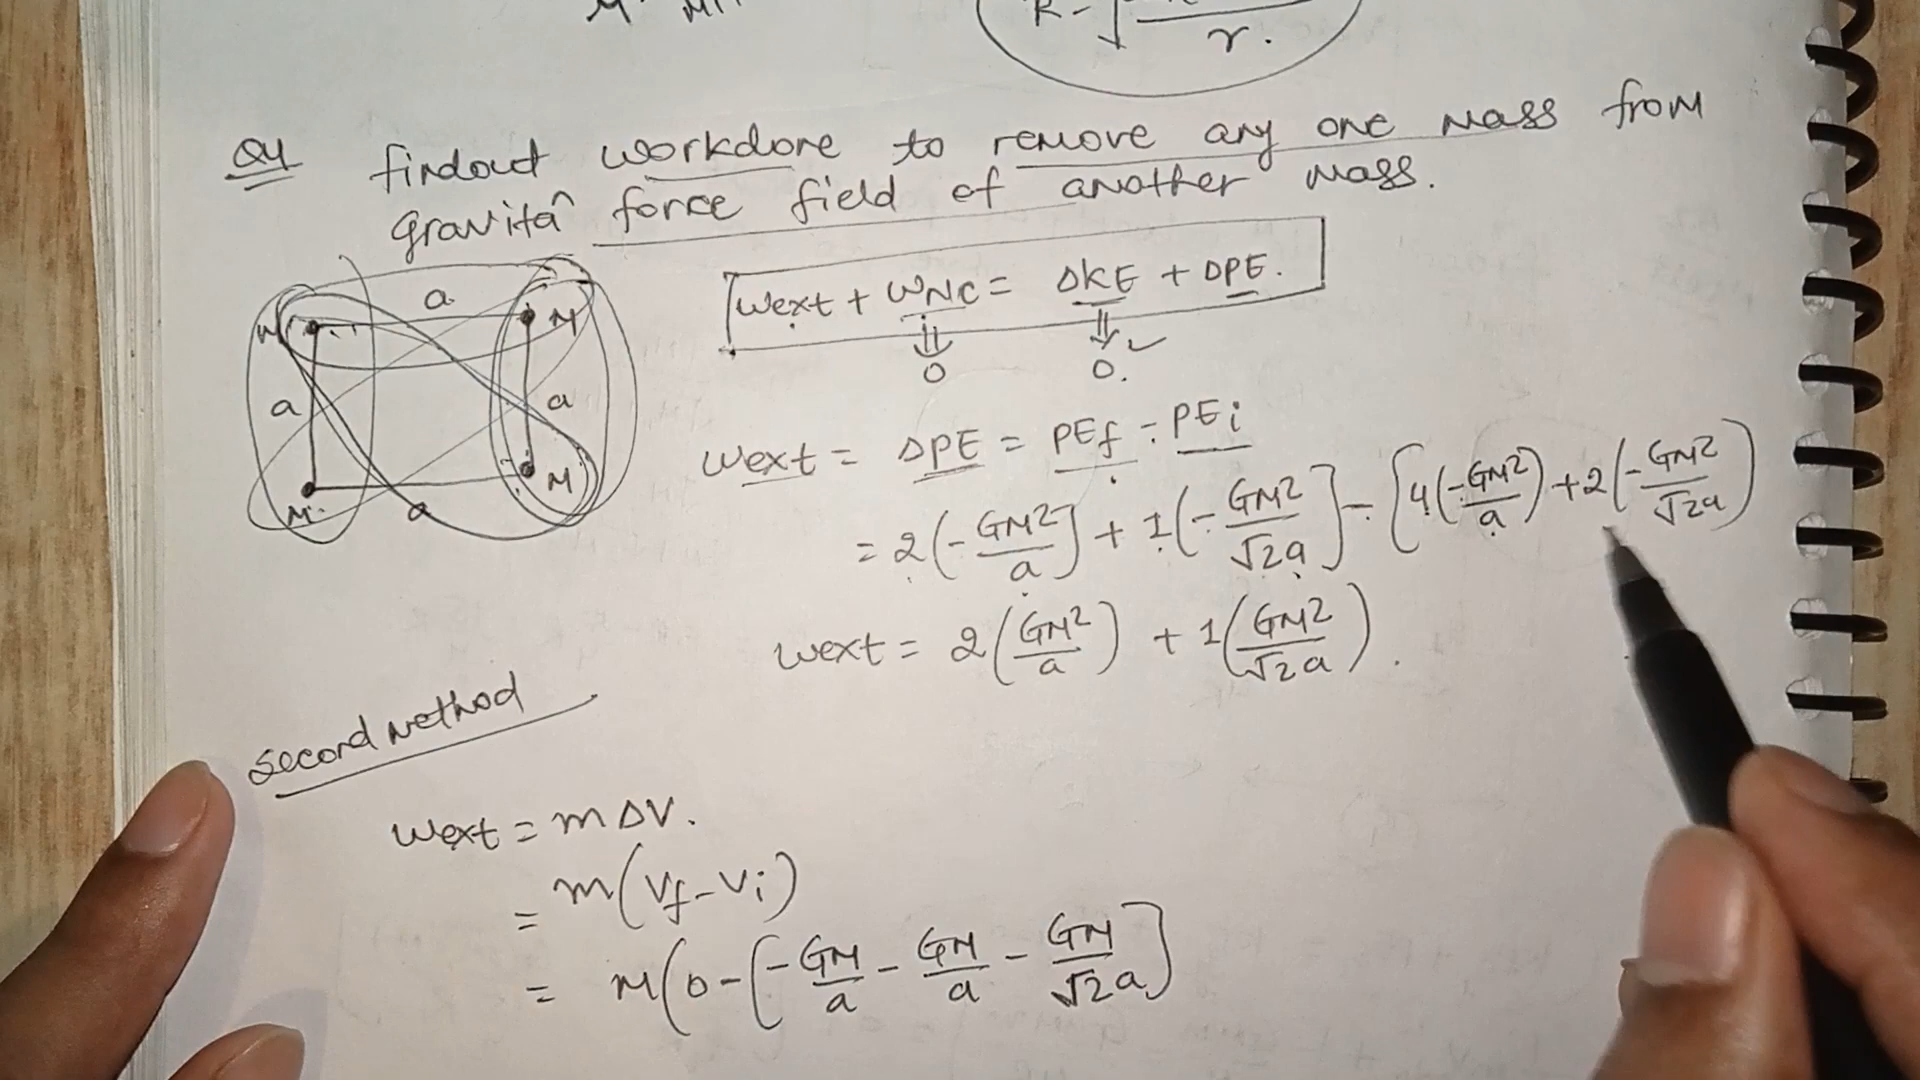 r.
Q4 findout workdone to remove any one mass from
gravitaⁿ force field of another mass.
a
Wext + WNC = ΔKE + ΔPE.
M
⇓ ⇓
0 0.
a a
Wext = ΔPE = PEf - PEi
M
M
a
= 2(-GM²/a) + 1(-GM²/√2a] - [4(-GM²/a) + 2(-GM²/√2a)
Wext = 2(GM²/a) + 1(GM²/√2a).
Second Method
Wext = mΔV.
= m(Vf - Vi)
= M(0 - [-GM/a - GM/a - GM/√2a]